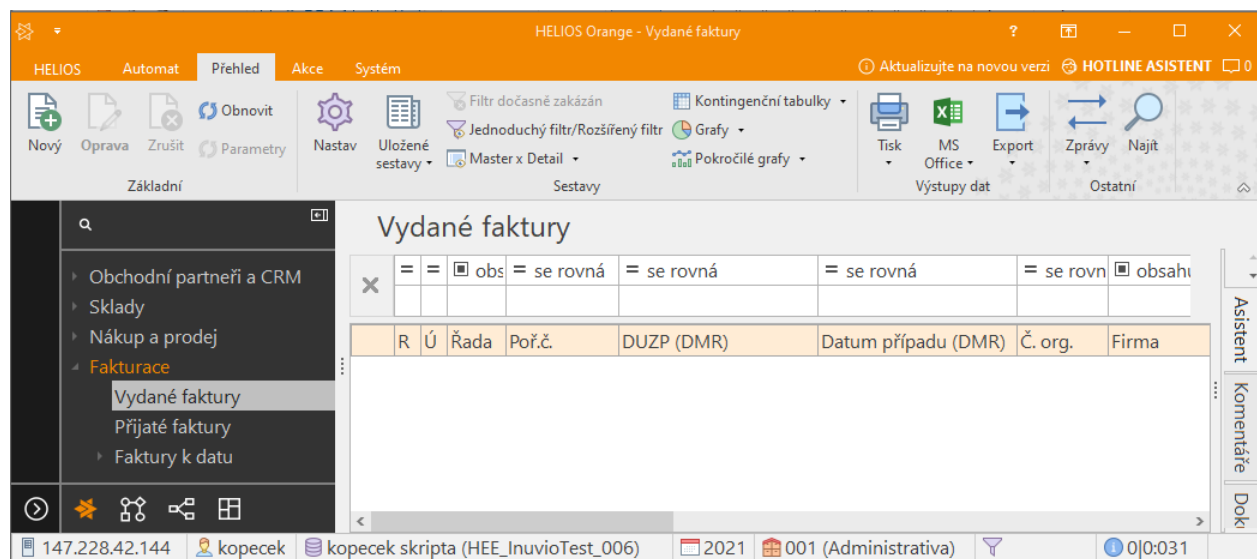 HELIOS Orange - Vydané faktury ?
HELIOS Automat Přehled Akce Systém Aktualizujte na novou verzi HOTLINE ASISTENT 0
Nový Oprava Zrušit Obnovit Parametry Nastav Uložené sestavy
Filtr dočasně zakázán
Jednoduchý filtr/Rozšířený filtr
Master x Detail
Kontingenční tabulky
Grafy
Pokročilé grafy
Tisk MS Office Export Zprávy Najít
Základní Sestavy Výstupy dat Ostatní
Obchodní partneři a CRM
Sklady
Nákup a prodej
Fakturace
Vydané faktury
Přijaté faktury
Faktury k datu
Vydané faktury
= = obs = se rovná = se rovná = se rovná = se rovn obsahu
R Ú Řada Poř.č. DUZP (DMR) Datum případu (DMR) Č. org. Firma
Asistent
Komentáře
Doku
147.228.42.144 kopecek kopecek skripta (HEE_InuvioTest_006) 2021 001 (Administrativa) 0|0:031